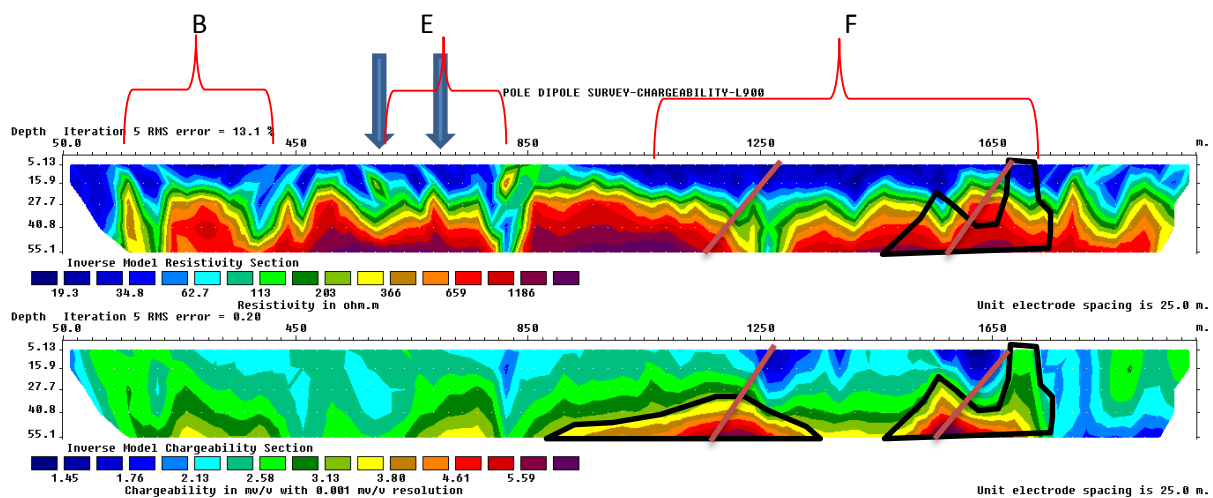 B E F
POLE DIPOLE SURVEY-CHARGEABILITY-L900
Depth Iteration 5 RMS error = 13.1 %
50.0 450 850 1250 1650 m.
5.13
15.9
27.7
40.8
55.1
Inverse Model Resistivity Section
19.3 34.8 62.7 113 203 366 659 1186
Resistivity in ohm.m
Unit electrode spacing is 25.0 m.
Depth Iteration 5 RMS error = 0.20
50.0 450 850 1250 1650 m.
5.13
15.9
27.7
40.8
55.1
Inverse Model Chargeability Section
1.45 1.76 2.13 2.58 3.13 3.80 4.61 5.59
Chargeability in mv/v with 0.001 mv/v resolution
Unit electrode spacing is 25.0 m.